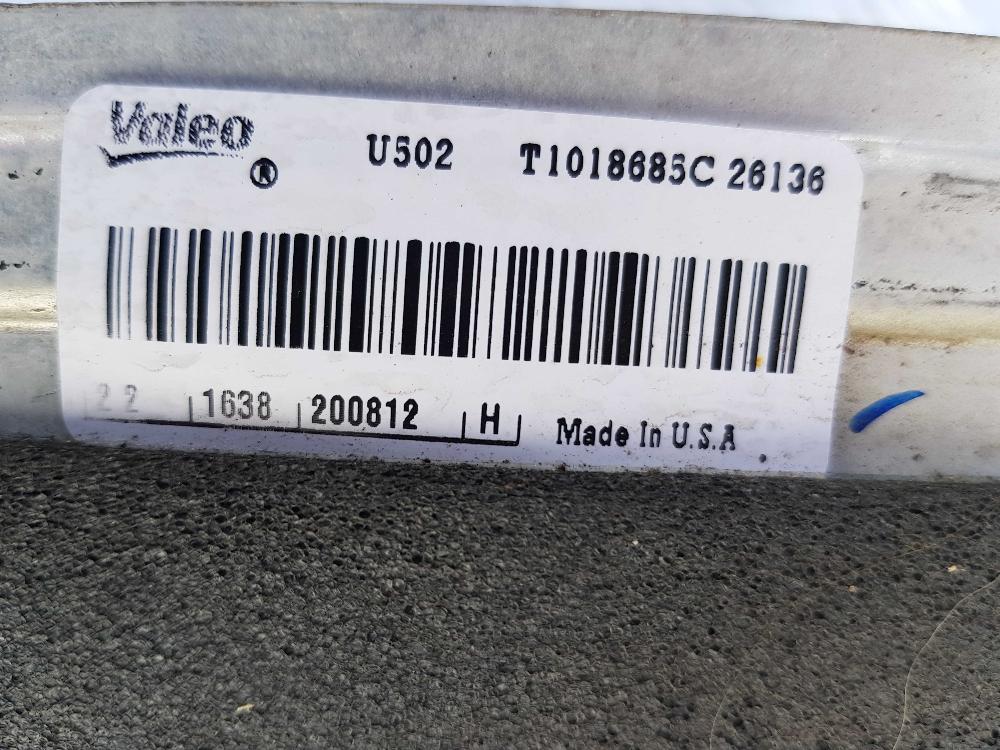 Valeo
®
U502 T1018685C 26136
22 1638 200812 H Made In U.S.A